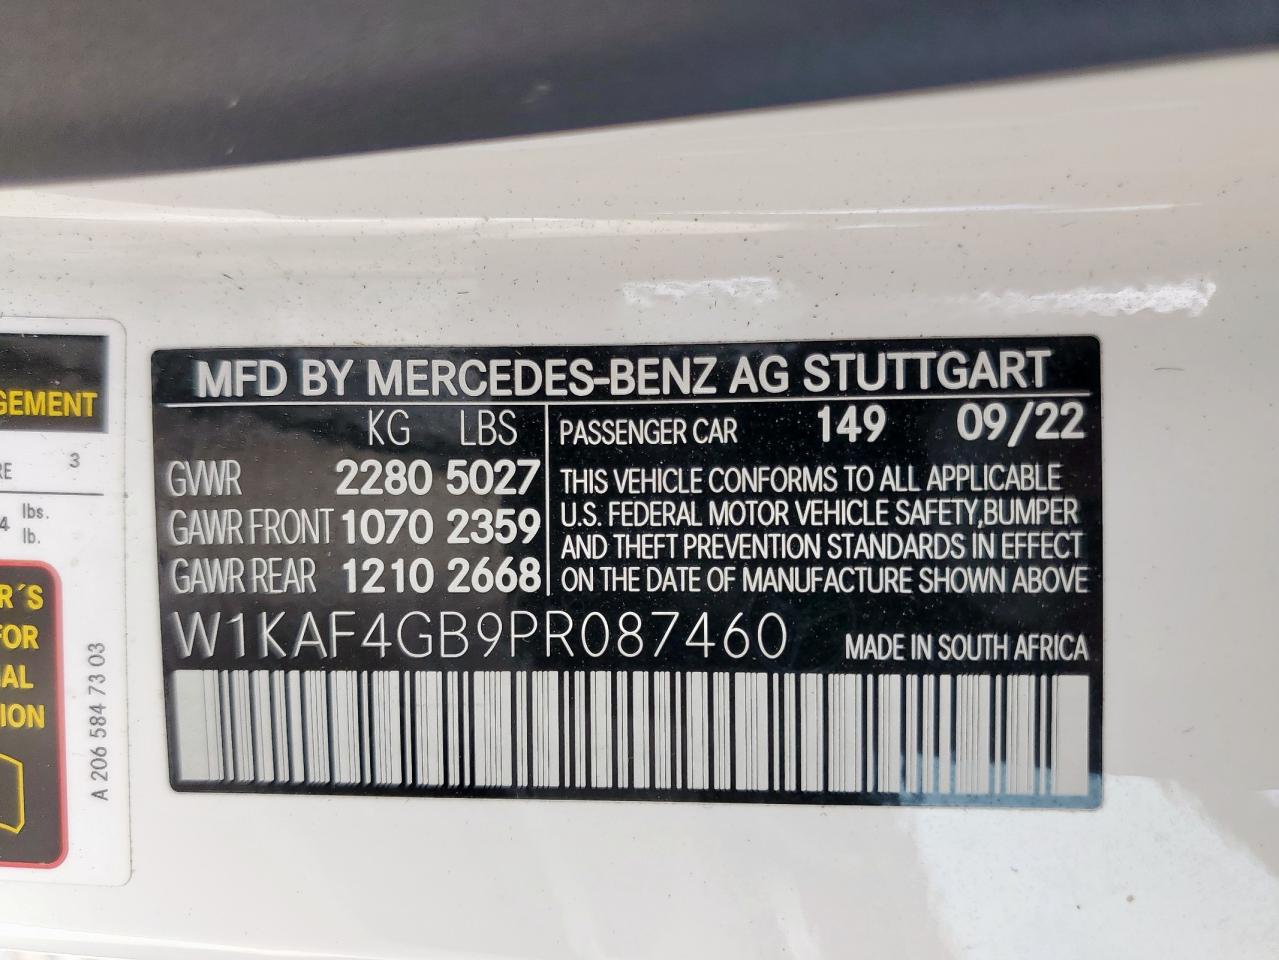 MFD BY MERCEDES-BENZ AG STUTTGART
KG LBS
GVWR 2280 5027
GAWR FRONT 1070 2359
GAWR REAR 1210 2668
PASSENGER CAR 149 09/22
THIS VEHICLE CONFORMS TO ALL APPLICABLE
U.S. FEDERAL MOTOR VEHICLE SAFETY,BUMPER
AND THEFT PREVENTION STANDARDS IN EFFECT
ON THE DATE OF MANUFACTURE SHOWN ABOVE
W1KAF4GB9PR087460 MADE IN SOUTH AFRICA
GEMENT
RE 3
4 lbs.
lb.
R´S
FOR
AL
ION
A 206 584 73 03